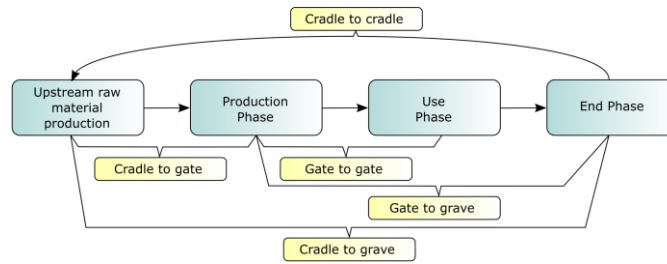 Cradle to cradle
Upstream raw
material
production
Production
Phase
Use
Phase
End Phase
Cradle to gate
Gate to gate
Gate to grave
Cradle to grave